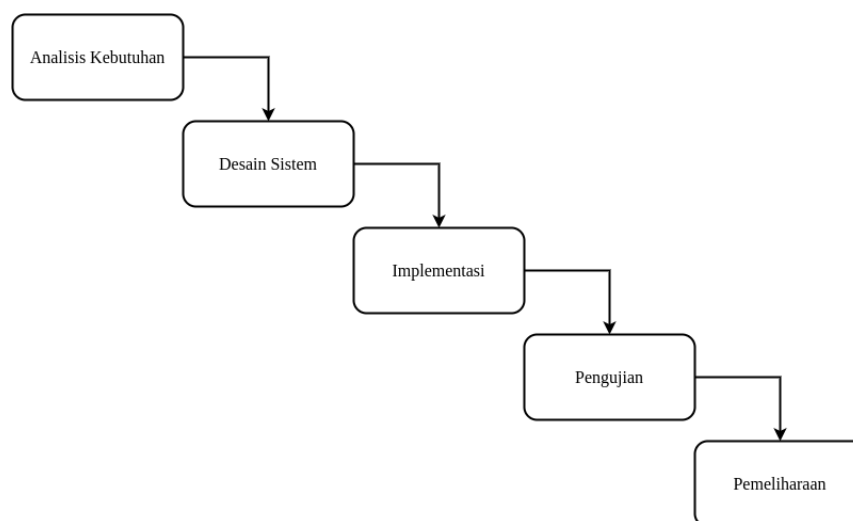 Analisis Kebutuhan
Desain Sistem
Implementasi
Pengujian
Pemeliharaan